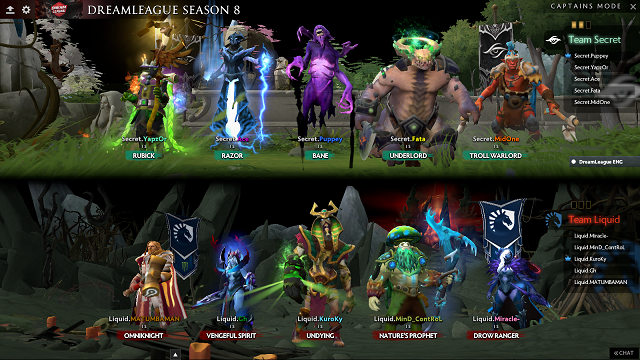 DREAMLEAGUE SEASON 8
CAPTAINS MODE
Team Secret
Secret.Puppey
Secret.YapzOr
Secret.Ace
Secret.Fata
Secret.MidOne
Secret.YapzOr
RUBICK
Secret.Ace
RAZOR
Secret.Puppey
BANE
Secret.Fata
UNDERLORD
Secret.MidOne
TROLL WARLORD
DreamLeague ENG
Team Liquid
Liquid.Miracle-
Liquid.MinD_ContRoL
Liquid.KuroKy
Liquid.Gh
Liquid.MATUMBAMAN
Liquid.MATUMBAMAN
OMNIKNIGHT
Liquid.Gh
VENGEFUL SPIRIT
Liquid.KuroKy
UNDYING
Liquid.MinD_ContRoL
NATURE'S PROPHET
Liquid.Miracle-
DROW RANGER
CHAT